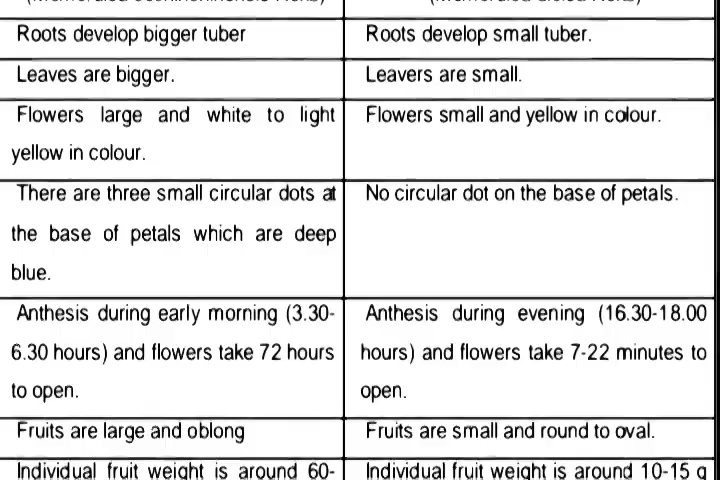 Roots develop bigger tuber
Roots develop small tuber.
Leaves are bigger.
Leavers are small.
Flowers large and white to light
yellow in colour.
Flowers small and yellow in colour.
There are three small circular dots at
the base of petals which are deep
blue.
No circular dot on the base of petals.
Anthesis during early morning (3.30-
6.30 hours) and flowers take 72 hours
to open.
Anthesis during evening (16.30-18.00
hours) and flowers take 7-22 minutes to
open.
Fruits are large and oblong
Fruits are small and round to oval.
Individual fruit weight is around 60-
Individual fruit weight is around 10-15 g